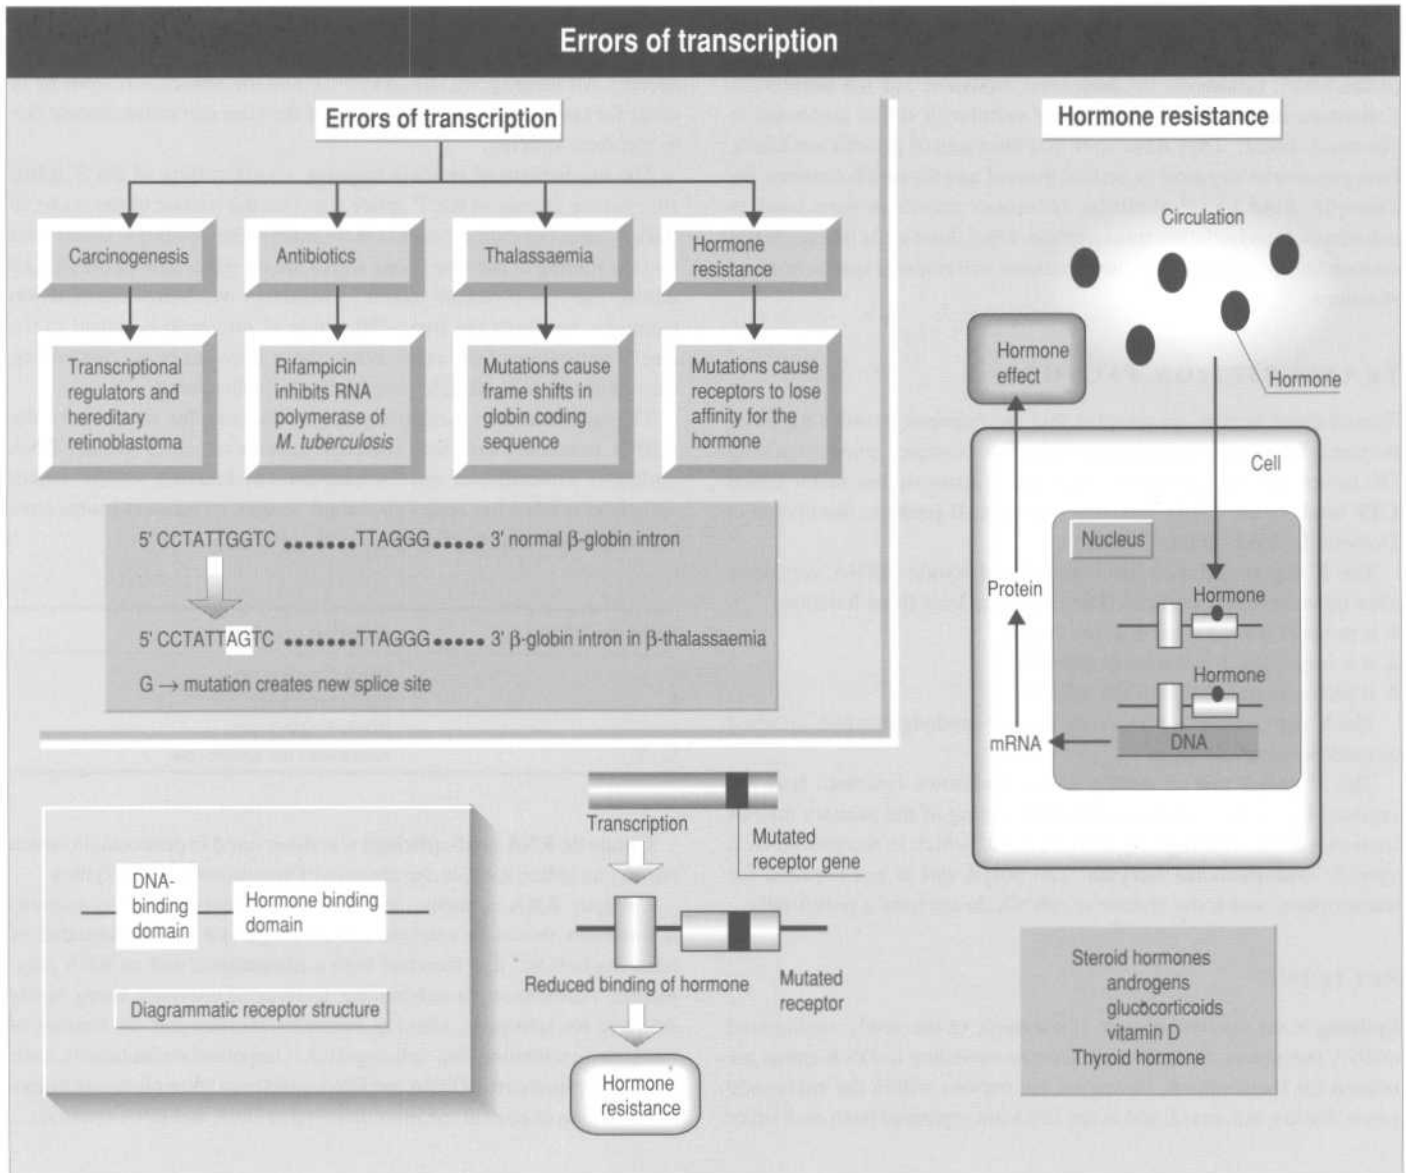 Errors of transcription
Errors of transcription
Carcinogenesis
Antibiotics
Thalassaemia
Hormone
resistance
Transcriptional
regulators and
hereditary
retinoblastoma
Rifampicin
inhibits RNA
polymerase of
M. tuberculosis
Mutations cause
frame shifts in
globin coding
sequence
Mutations cause
receptors to lose
affinity for the
hormone
5' CCTATTGGTC •••••••TTAGGG••••• 3' normal β-globin intron
5' CCTATTAGTC •••••••TTAGGG••••• 3' β-globin intron in β-thalassaemia
G → mutation creates new splice site
Hormone resistance
Circulation
Hormone
effect
Hormone
Cell
Nucleus
Protein
Hormone
Hormone
mRNA
DNA
DNA-
binding
domain
Hormone binding
domain
Diagrammatic receptor structure
Transcription
Mutated
receptor gene
Reduced binding of hormone
Mutated
receptor
Hormone
resistance
Steroid hormones
androgens
glucocorticoids
vitamin D
Thyroid hormone